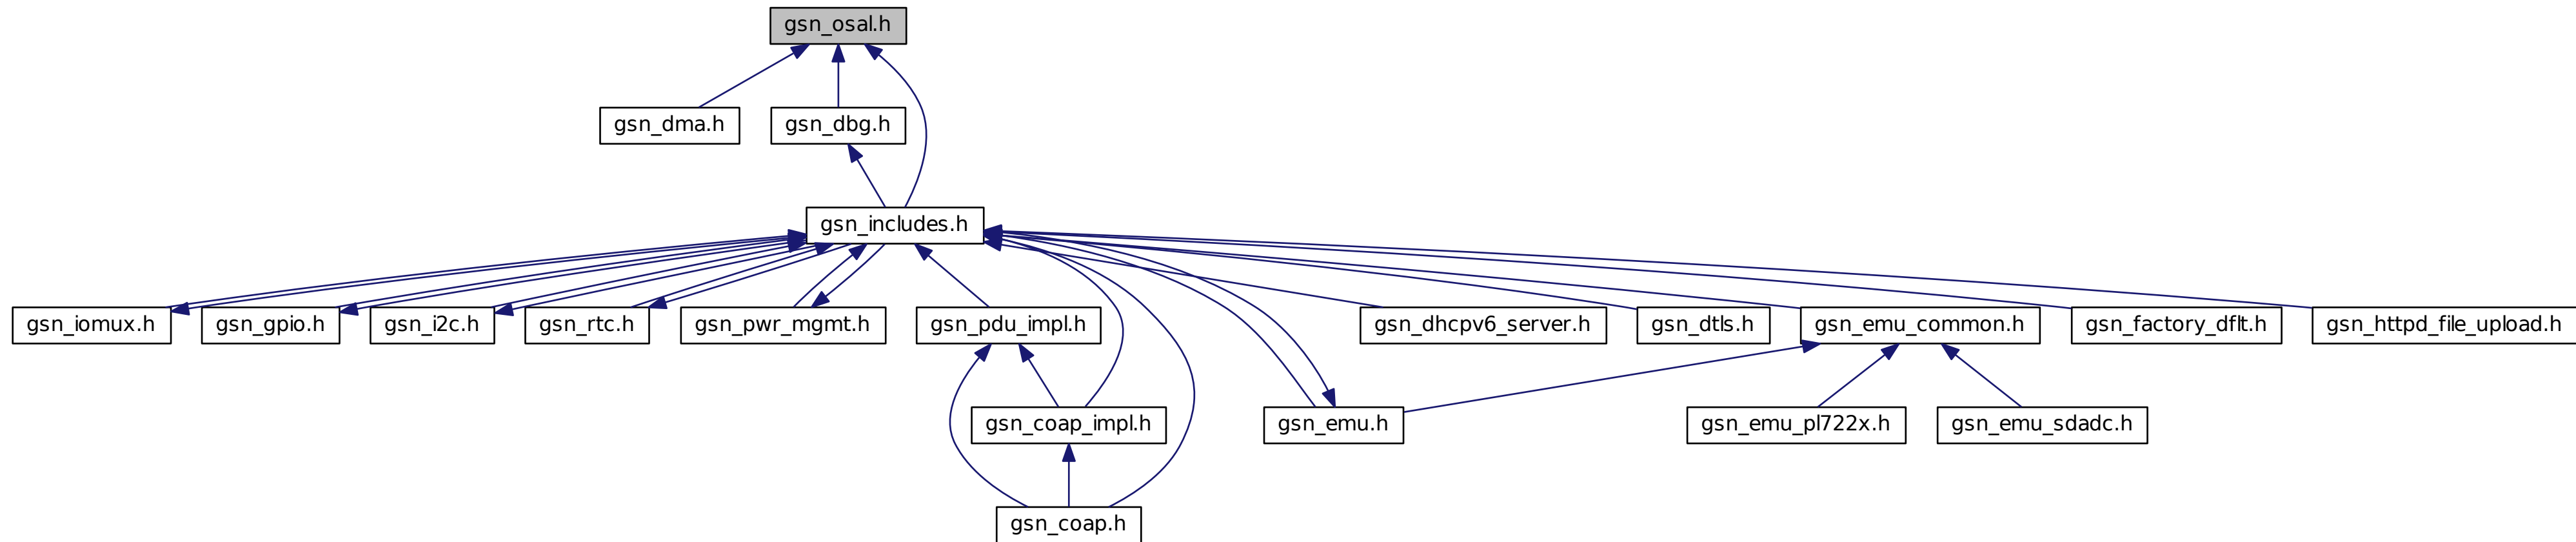 gsn_osal.h
gsn_dma.h
gsn_dbg.h
gsn_includes.h
gsn_iomux.h
gsn_gpio.h
gsn_i2c.h
gsn_rtc.h
gsn_pwr_mgmt.h
gsn_pdu_impl.h
gsn_dhcpv6_server.h
gsn_dtls.h
gsn_emu_common.h
gsn_factory_dflt.h
gsn_httpd_file_upload.h
gsn_coap_impl.h
gsn_emu.h
gsn_emu_pl722x.h
gsn_emu_sdadc.h
gsn_coap.h